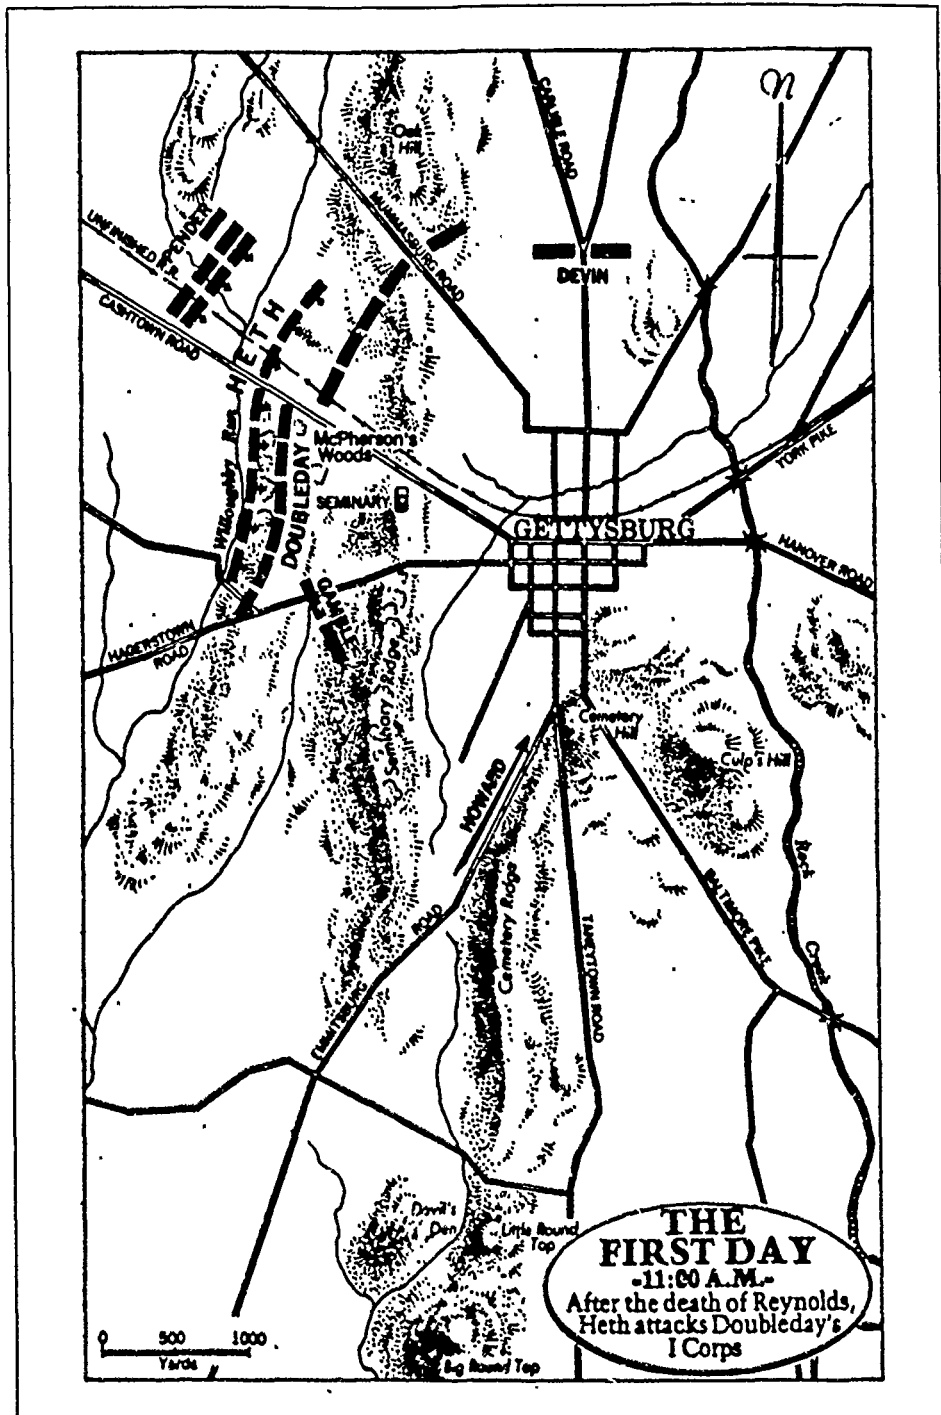 N
CARLISLE ROAD
Oak
Hill
MUMMASBURG ROAD
PENDER
UNFINISHED R.R.
DEVIN
CASHTOWN ROAD
HETH
Willoughby Run
DOUBLEDAY
McPherson's
Woods
YORK PIKE
SEMINARY
GETTYSBURG
HANOVER ROAD
GAMBLE
HAGERSTOWN
ROAD
Seminary Ridge
Cemetery
Hill
Culp's Hill
HOWARD
Rock
Creek
Cemetery Ridge
BALTIMORE PIKE
EMMITSBURG
ROAD
TANEYTOWN ROAD
Devil's
Den
Little Round
Top
Big Round Top
0 500 1000
Yards
THE
FIRST DAY
-11:00 A.M.-
After the death of Reynolds,
Heth attacks Doubleday's
I Corps